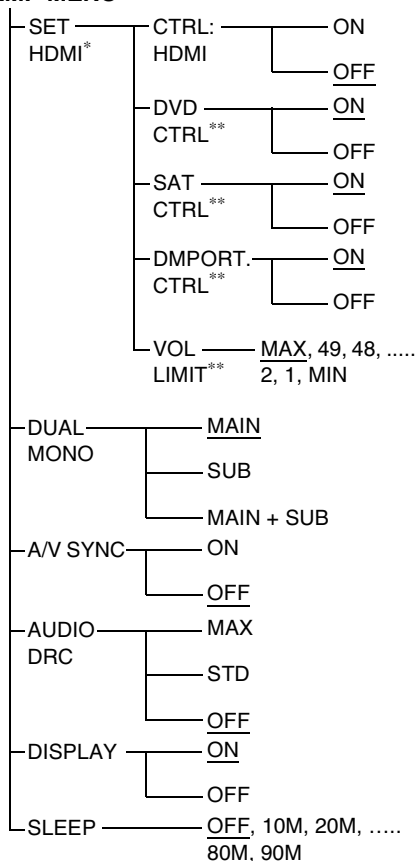 SET HDMI*
CTRL: HDMI
ON
OFF
DVD CTRL**
ON
OFF
SAT CTRL**
ON
OFF
DMPORT. CTRL**
ON
OFF
VOL LIMIT**
MAX, 49, 48, .....
2, 1, MIN
DUAL MONO
MAIN
SUB
MAIN + SUB
A/V SYNC
ON
OFF
AUDIO DRC
MAX
STD
OFF
DISPLAY
ON
OFF
SLEEP
OFF, 10M, 20M, .....
80M, 90M